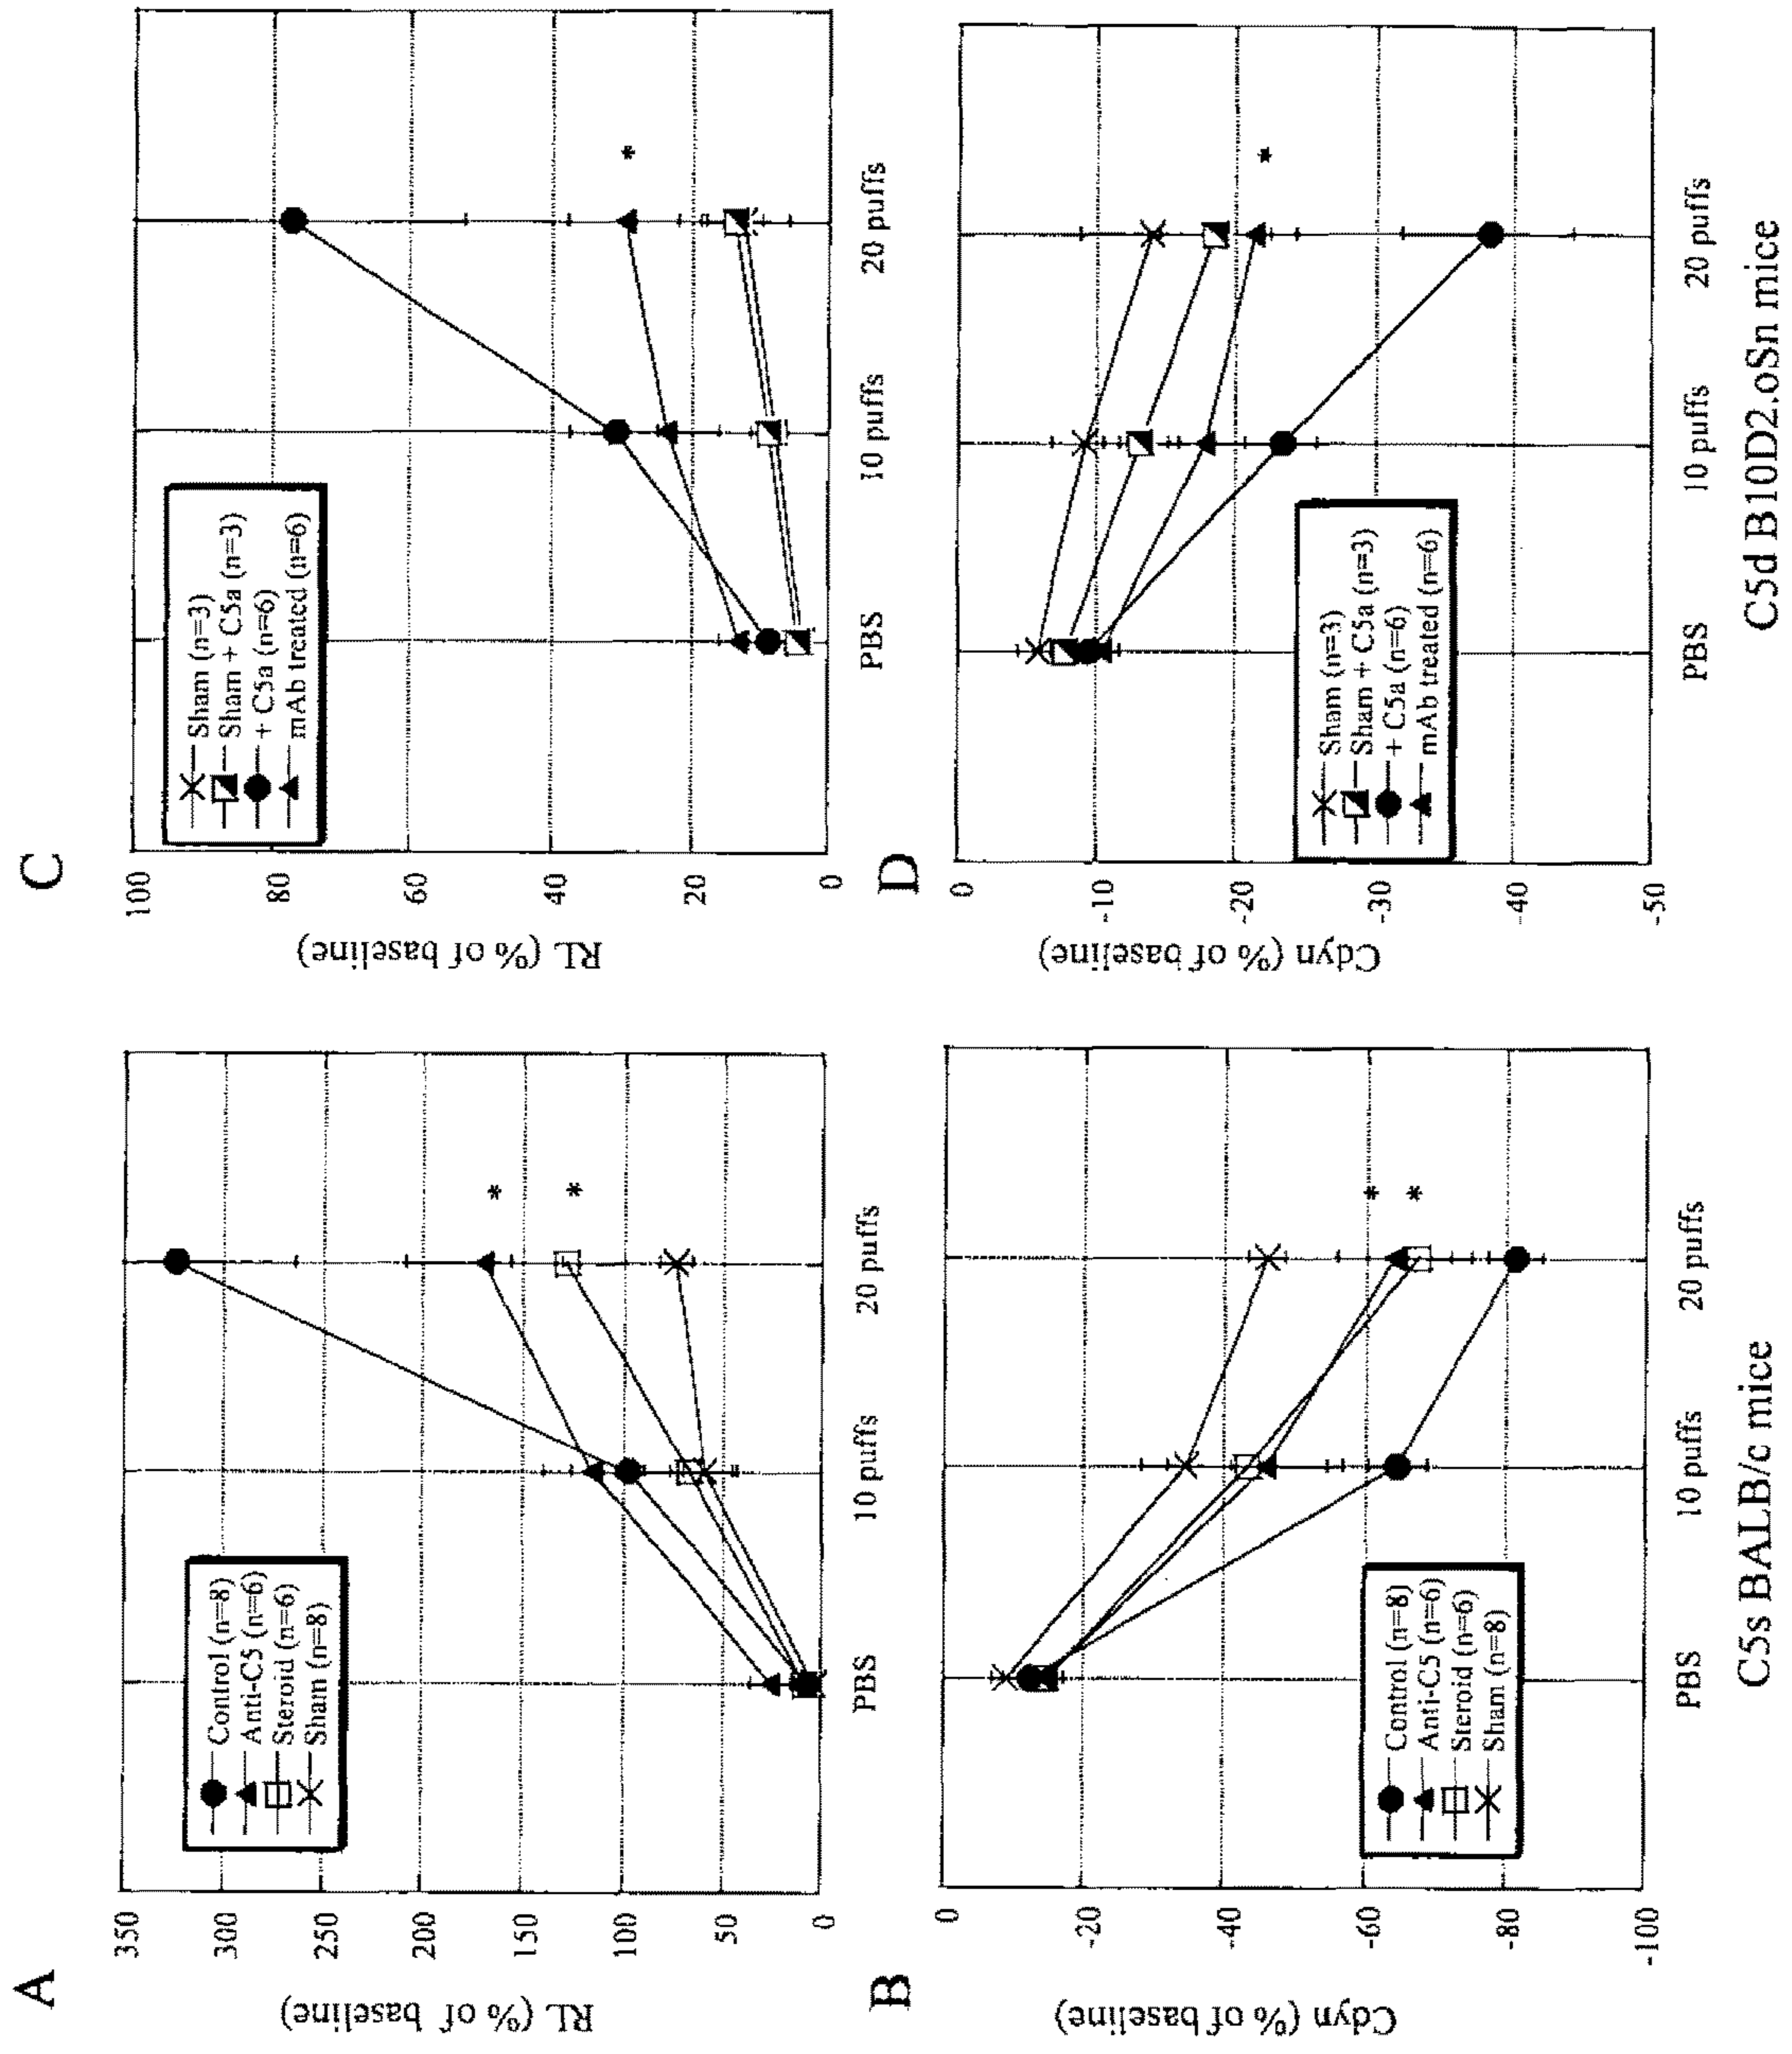 A
RL (% of baseline)
350
300
250
200
150
100
50
0
Control (n=8)
Anti-C5 (n=6)
Steroid (n=6)
Sham (n=8)
*
*
PBS
10 puffs
20 puffs
B
Cdyn (% of baseline)
0
-20
-40
-60
-80
-100
Control (n=8)
Anti-C5 (n=6)
Steroid (n=6)
Sham (n=8)
*
*
PBS
10 puffs
20 puffs
C5s BALB/c mice
C
RL (% of baseline)
100
80
60
40
20
0
Sham (n=3)
Sham + C5a (n=3)
+ C5a (n=6)
mAb treated (n=6)
*
PBS
10 puffs
20 puffs
D
Cdyn (% of baseline)
0
-10
-20
-30
-40
-50
Sham (n=3)
Sham + C5a (n=3)
+ C5a (n=6)
mAb treated (n=6)
*
PBS
10 puffs
20 puffs
C5d B10D2.oSn mice